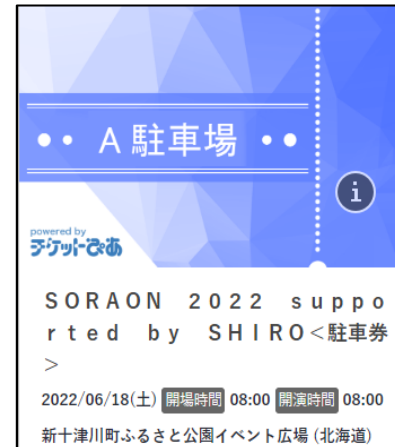 A 駐車場
i
powered by
チケットぴあ
SORAON 2022 suppo
rted by SHIRO<駐車券
>
2022/06/18(土) 開場時間 08:00 開演時間 08:00
新十津川町ふるさと公園イベント広場 (北海道)